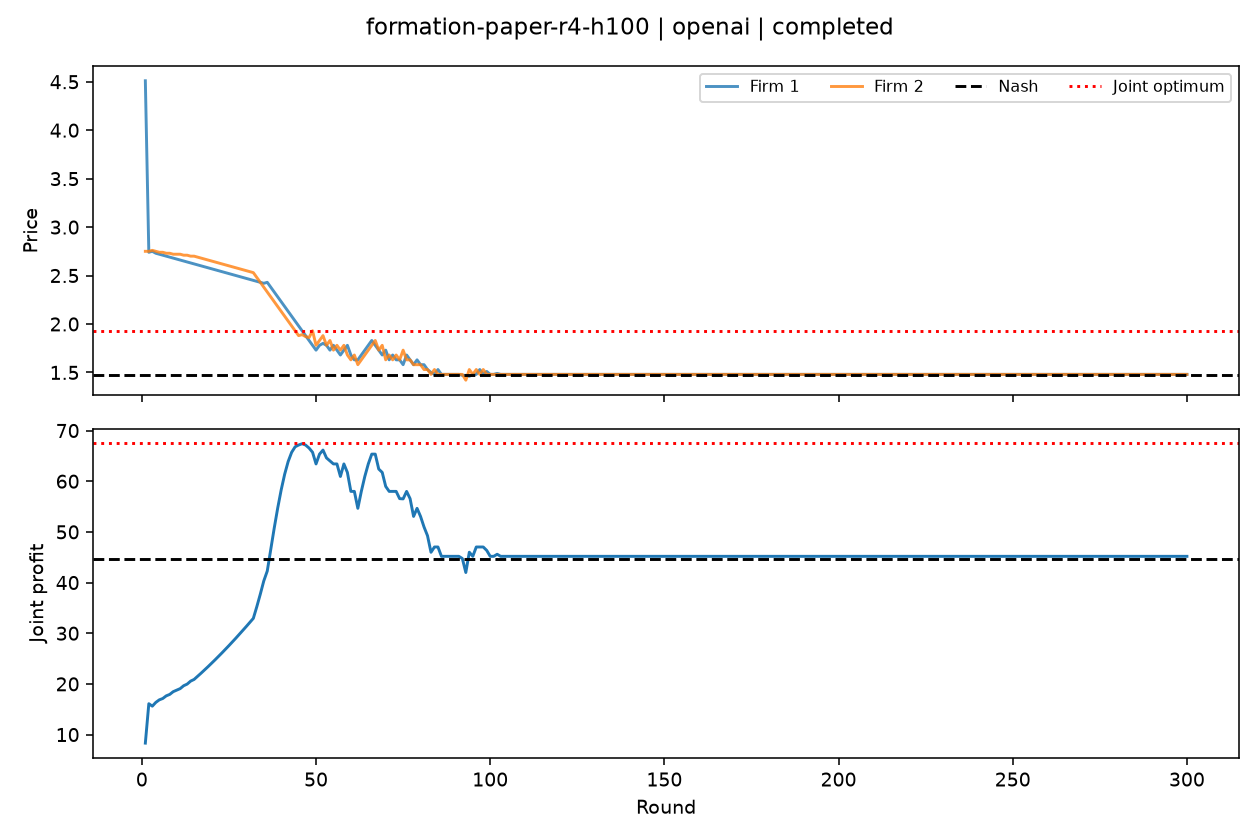 formation-paper-r4-h100 | openai | completed
Firm 1 Firm 2 Nash Joint optimum
4.5
4.0
3.5
3.0
2.5
2.0
1.5
Price
70
60
50
40
30
20
10
Joint profit
0 50 100 150 200 250 300
Round